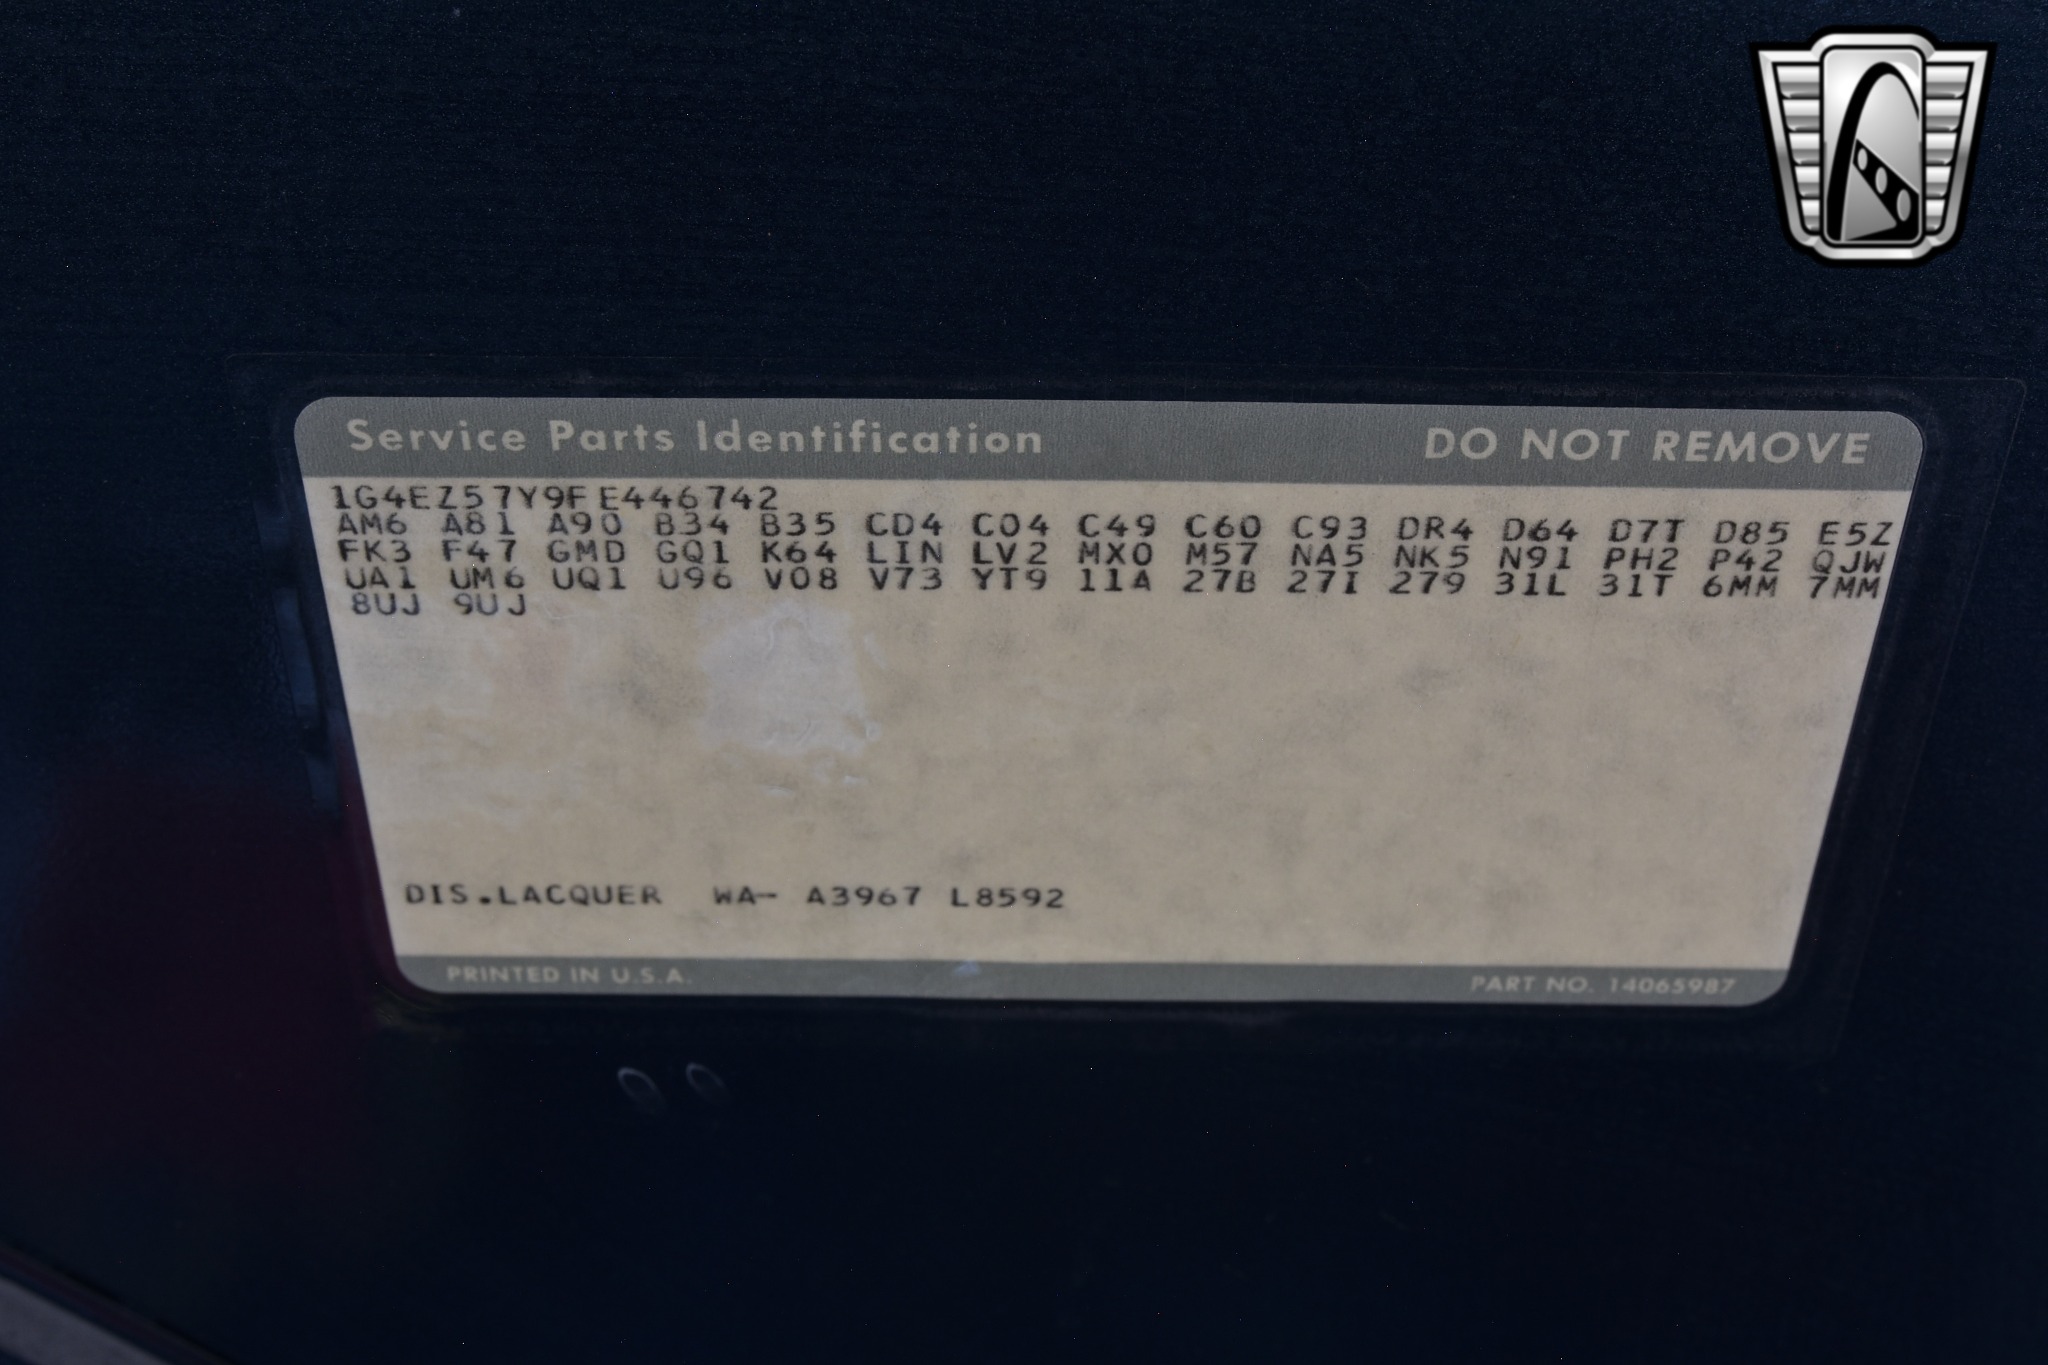 Service Parts Identification DO NOT REMOVE
1G4EZ57Y9FE446742
AM6 A81 A90 B34 B35 CD4 C04 C49 C60 C93 DR4 D64 D7T D85 E5Z
FK3 F47 GMD GQ1 K64 LIN LV2 MX0 M57 NA5 NK5 N91 PH2 P42 QJW
UA1 UM6 UQ1 U96 V08 V73 YT9 11A 27B 27I 279 31L 31T 6MM 7MM
8UJ 9UJ
DIS.LACQUER WA- A3967 L8592
PRINTED IN U.S.A. PART NO. 14065987